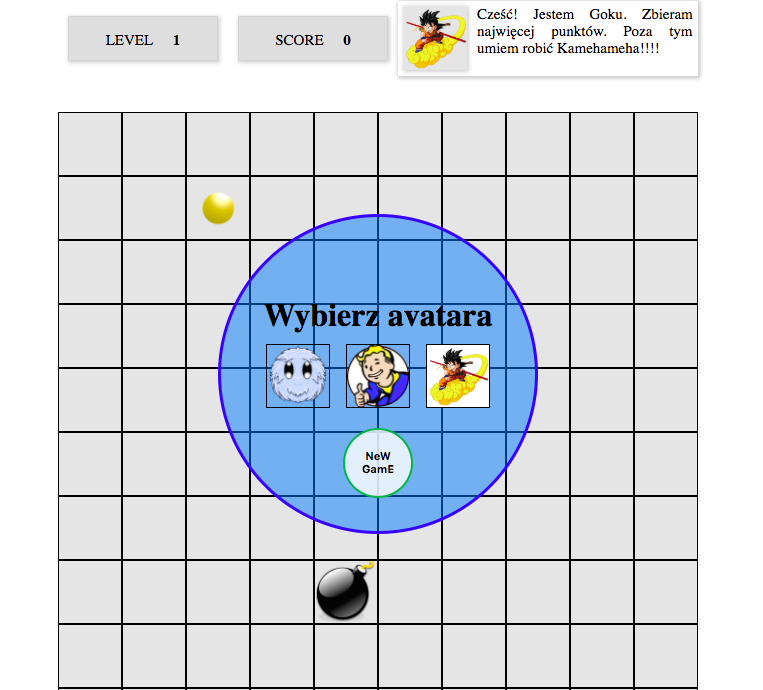 LEVEL 1
SCORE 0
Cześć! Jestem Goku. Zbieram
najwięcej punktów. Poza tym
umiem robić Kamehameha!!!!
Wybierz avatara
NeW
GamE